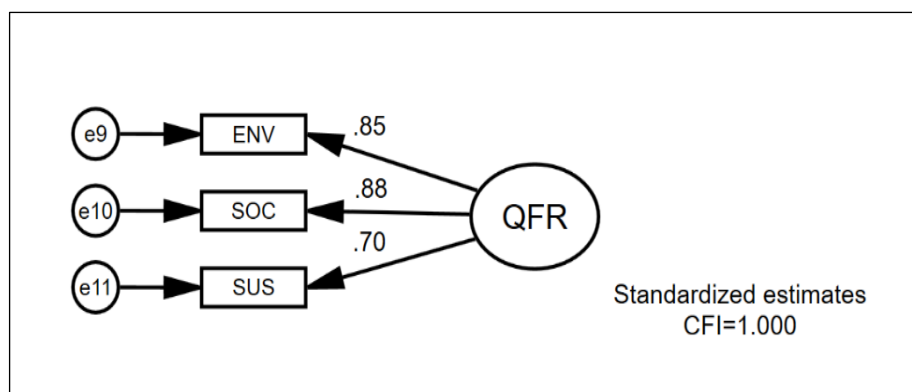 e9
ENV
.85
e10
SOC
.88
QFR
e11
SUS
.70
Standardized estimates
CFI=1.000